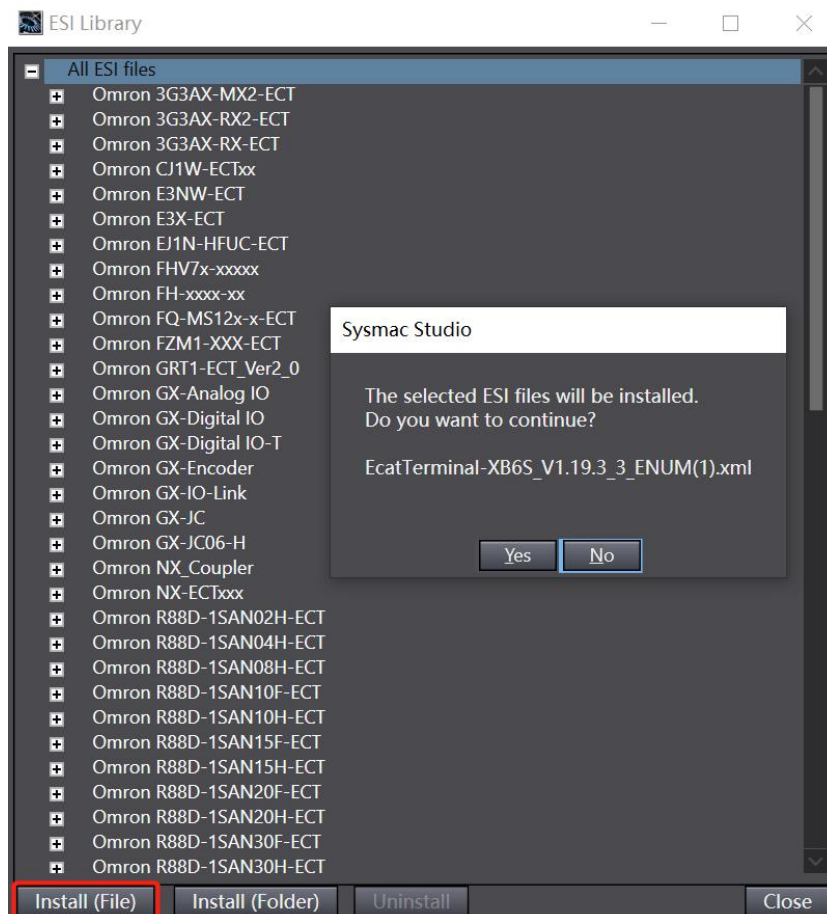 ESI Library
All ESI files
Omron 3G3AX-MX2-ECT
Omron 3G3AX-RX2-ECT
Omron 3G3AX-RX-ECT
Omron CJ1W-ECTxx
Omron E3NW-ECT
Omron E3X-ECT
Omron EJ1N-HFUC-ECT
Omron FHV7x-xxxxx
Omron FH-xxxx-xx
Omron FQ-MS12x-x-ECT
Omron FZM1-XXX-ECT
Omron GRT1-ECT_Ver2_0
Omron GX-Analog IO
Omron GX-Digital IO
Omron GX-Digital IO-T
Omron GX-Encoder
Omron GX-IO-Link
Omron GX-JC
Omron GX-JC06-H
Omron NX_Coupler
Omron NX-ECTxxx
Omron R88D-1SAN02H-ECT
Omron R88D-1SAN04H-ECT
Omron R88D-1SAN08H-ECT
Omron R88D-1SAN10F-ECT
Omron R88D-1SAN10H-ECT
Omron R88D-1SAN15F-ECT
Omron R88D-1SAN15H-ECT
Omron R88D-1SAN20F-ECT
Omron R88D-1SAN20H-ECT
Omron R88D-1SAN30F-ECT
Omron R88D-1SAN30H-ECT
Sysmac Studio
The selected ESI files will be installed.
Do you want to continue?
EcatTerminal-XB6S_V1.19.3_3_ENUM(1).xml
Yes No
Install (File) Install (Folder) Uninstall Close